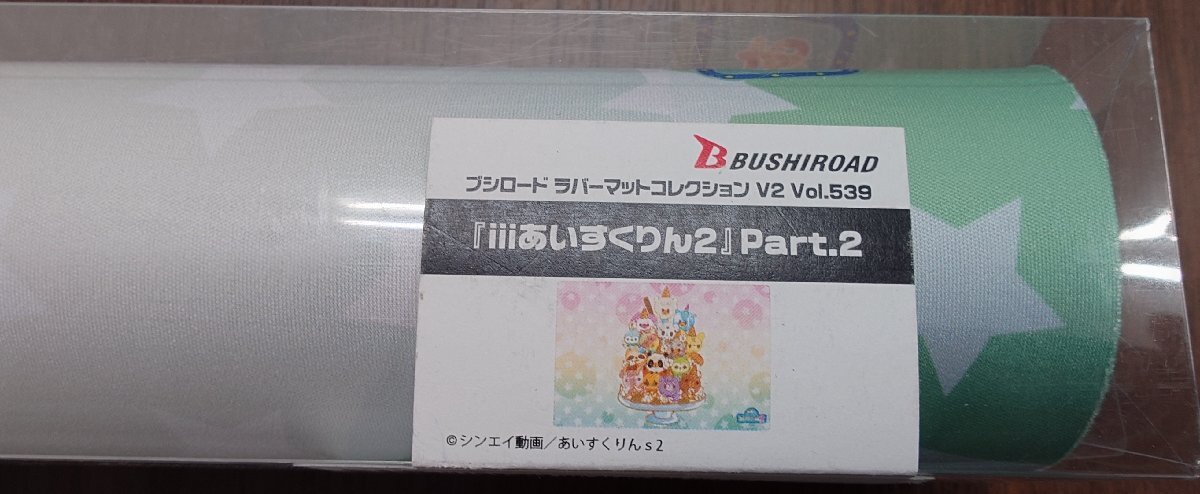 BUSHIROAD
ブシロード ラバーマットコレクション V2 Vol.539
『iiiあいすくりん2』Part.2
©シンエイ動画/あいすくりんs2